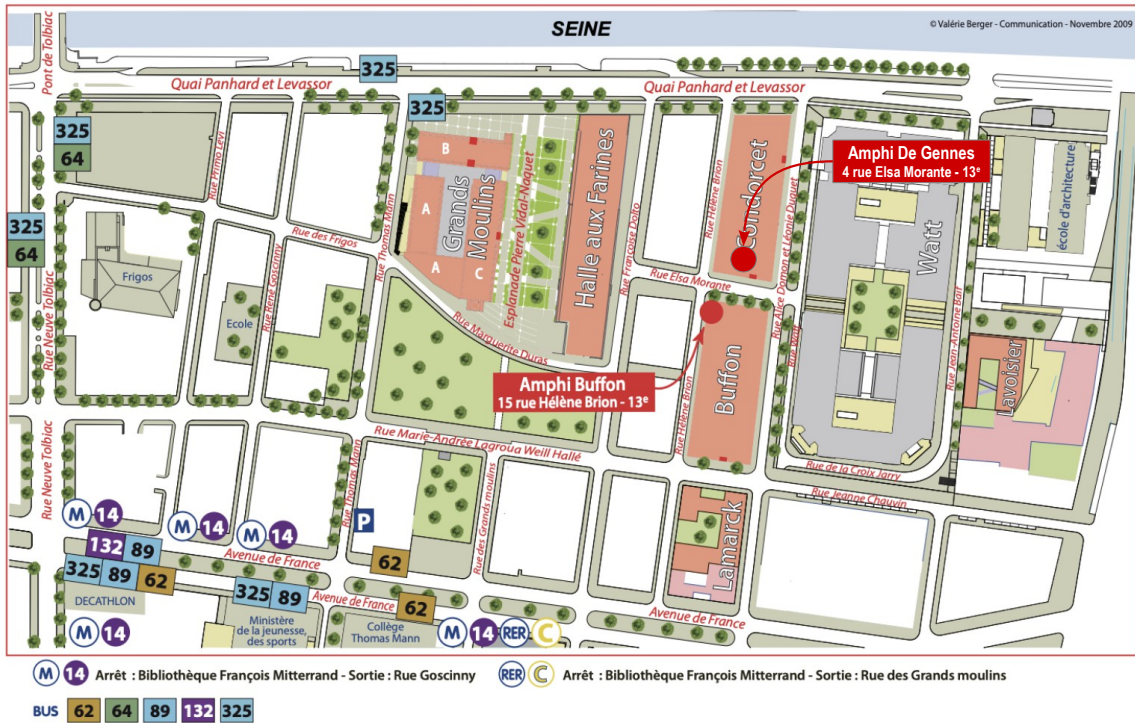 SEINE
© Valérie Berger - Communication - Novembre 2009
Pont de Tolbiac
325
Quai Panhard et Levassor
Quai Panhard et Levassor
325
325
64
Rue Primo Levi
B
Grands
Moulins
A
A
C
Esplanade Pierre Vidal-Naquet
Halle aux Farines
Rue Françoise Dolto
Rue Hélène Brion
Condorcet
Amphi De Gennes
4 rue Elsa Morante - 13e
Rue Alice Domon et Léonie Duquet
Watt
école d'architecture
325
64
Rue Neuve Tolbiac
Frigos
Rue des Frigos
Rue Thomas Mann
Rue René Goscinny
Ecole
Rue Elsa Morante
Rue Watt
Rue Jean-Antoine Baïf
Lavoisier
Rue Marguerite Duras
Amphi Buffon
15 rue Hélène Brion - 13e
Buffon
Rue Hélène Brion
Rue Neuve Tolbiac
Rue Marie-Andrée Lagroua Weill Hallé
Rue Thomas Mann
Rue des Grands moulins
Rue de la Croix Jarry
Rue Jeanne Chauvin
Lamarck
M 14
M 14
M 14
P
132 89
Avenue de France
325 89 62
62
DECATHLON
325 89
Avenue de France
62
Avenue de France
Ministère
de la jeunesse,
des sports
Collège
Thomas Mann
M 14
M 14 RER C
M 14 Arrêt : Bibliothèque François Mitterrand - Sortie : Rue Goscinny
RER C Arrêt : Bibliothèque François Mitterrand - Sortie : Rue des Grands moulins
BUS 62 64 89 132 325